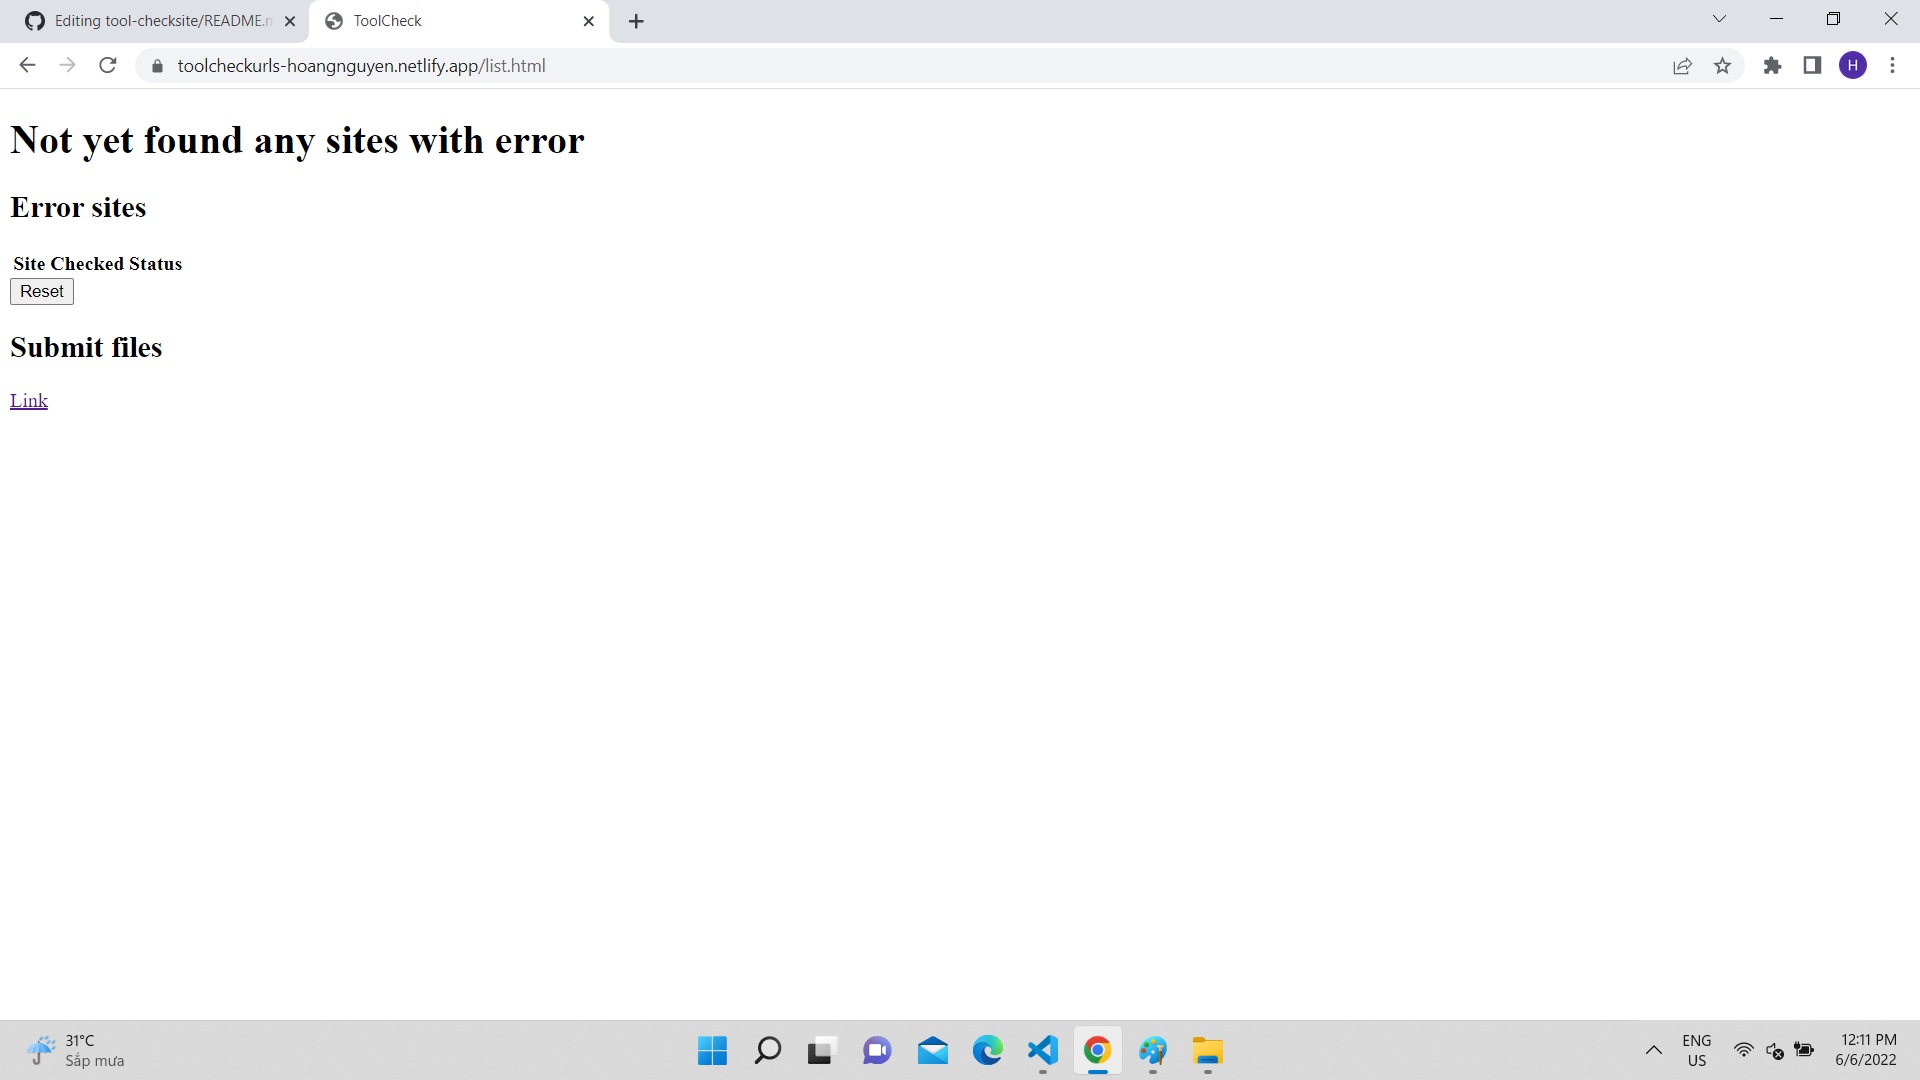 Editing tool-checksite/README.m
ToolCheck
toolcheckurls-hoangnguyen.netlify.app/list.html
H
Not yet found any sites with error
Error sites
Site Checked Status
Reset
Submit files
Link
31°C
Sắp mưa
ENG
US
12:11 PM
6/6/2022